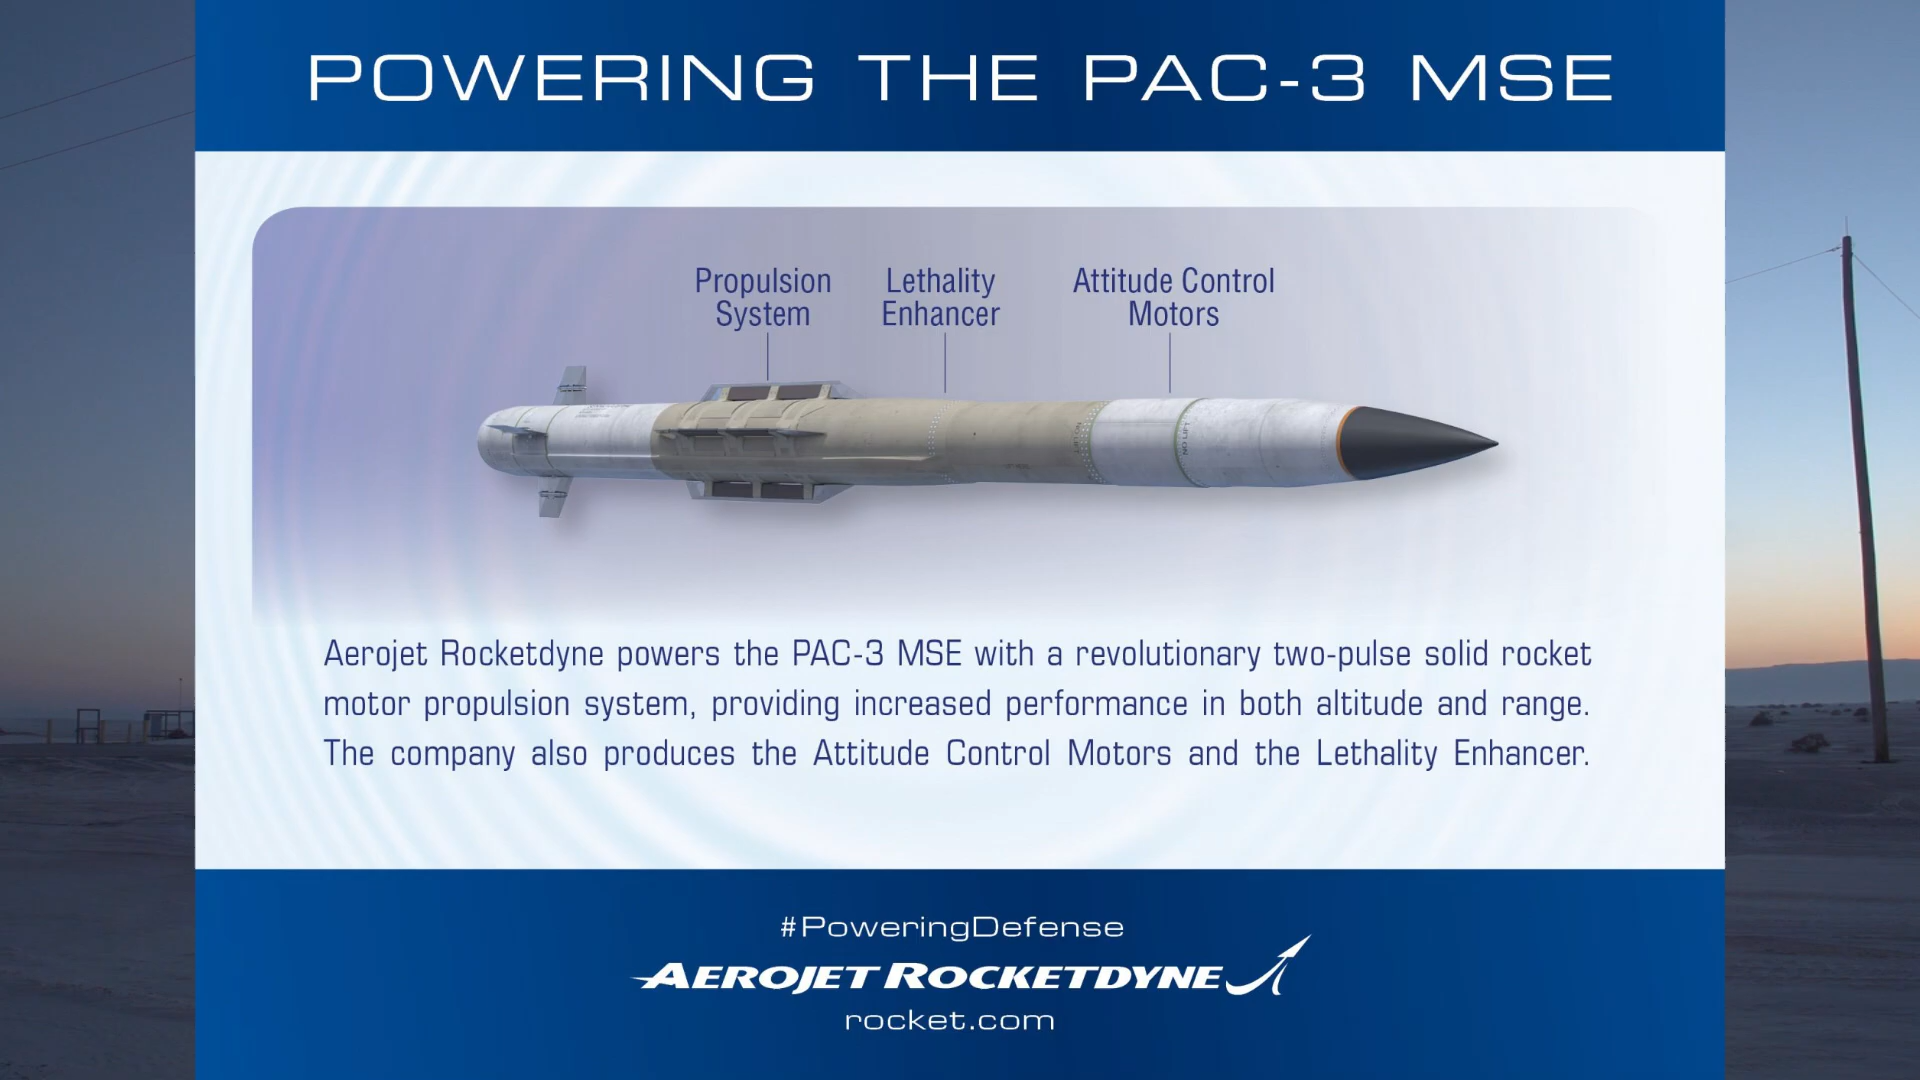 POWERING THE PAC-3 MSE
Propulsion
System
Lethality
Enhancer
Attitude Control
Motors
NO LIFT
Aerojet Rocketdyne powers the PAC-3 MSE with a revolutionary two-pulse solid rocket
motor propulsion system, providing increased performance in both altitude and range.
The company also produces the Attitude Control Motors and the Lethality Enhancer.
#PoweringDefense
AEROJET ROCKETDYNE
rocket.com